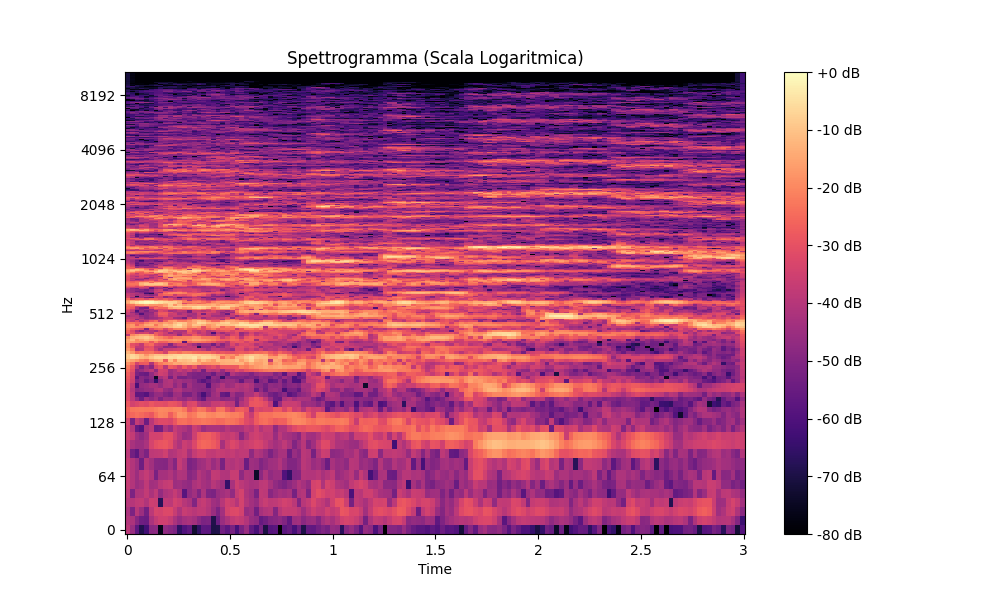 Spettrogramma (Scala Logaritmica)
8192
4096
2048
1024
512
256
128
64
0
Hz
0
0.5
1
1.5
2
2.5
3
Time
+0 dB
-10 dB
-20 dB
-30 dB
-40 dB
-50 dB
-60 dB
-70 dB
-80 dB